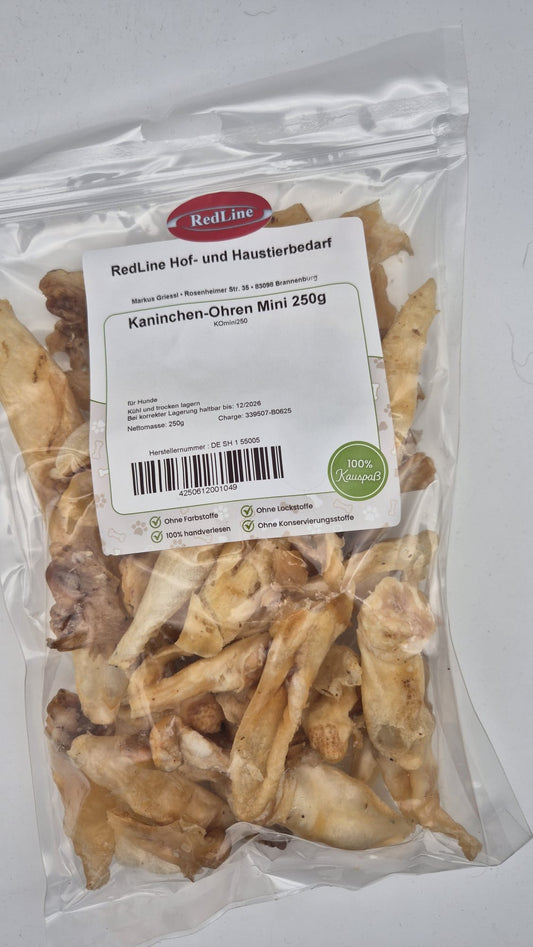 RedLine
RedLine Hof- und Haustierbedarf
Markus Griessl • Rosenheimer Str. 35 • 83098 Brannenburg
Kaninchen-Ohren Mini 250g
KOmini250
für Hunde
Kühl und trocken lagern
Bei korrekter Lagerung haltbar bis: 12/2026
Nettomasse: 250g Charge: 339507-B0625
Herstellernummer : DE SH 1 55005
4250612001049
100%
Kauspaß
Ohne Farbstoffe Ohne Lockstoffe
100% handverlesen Ohne Konservierungsstoffe